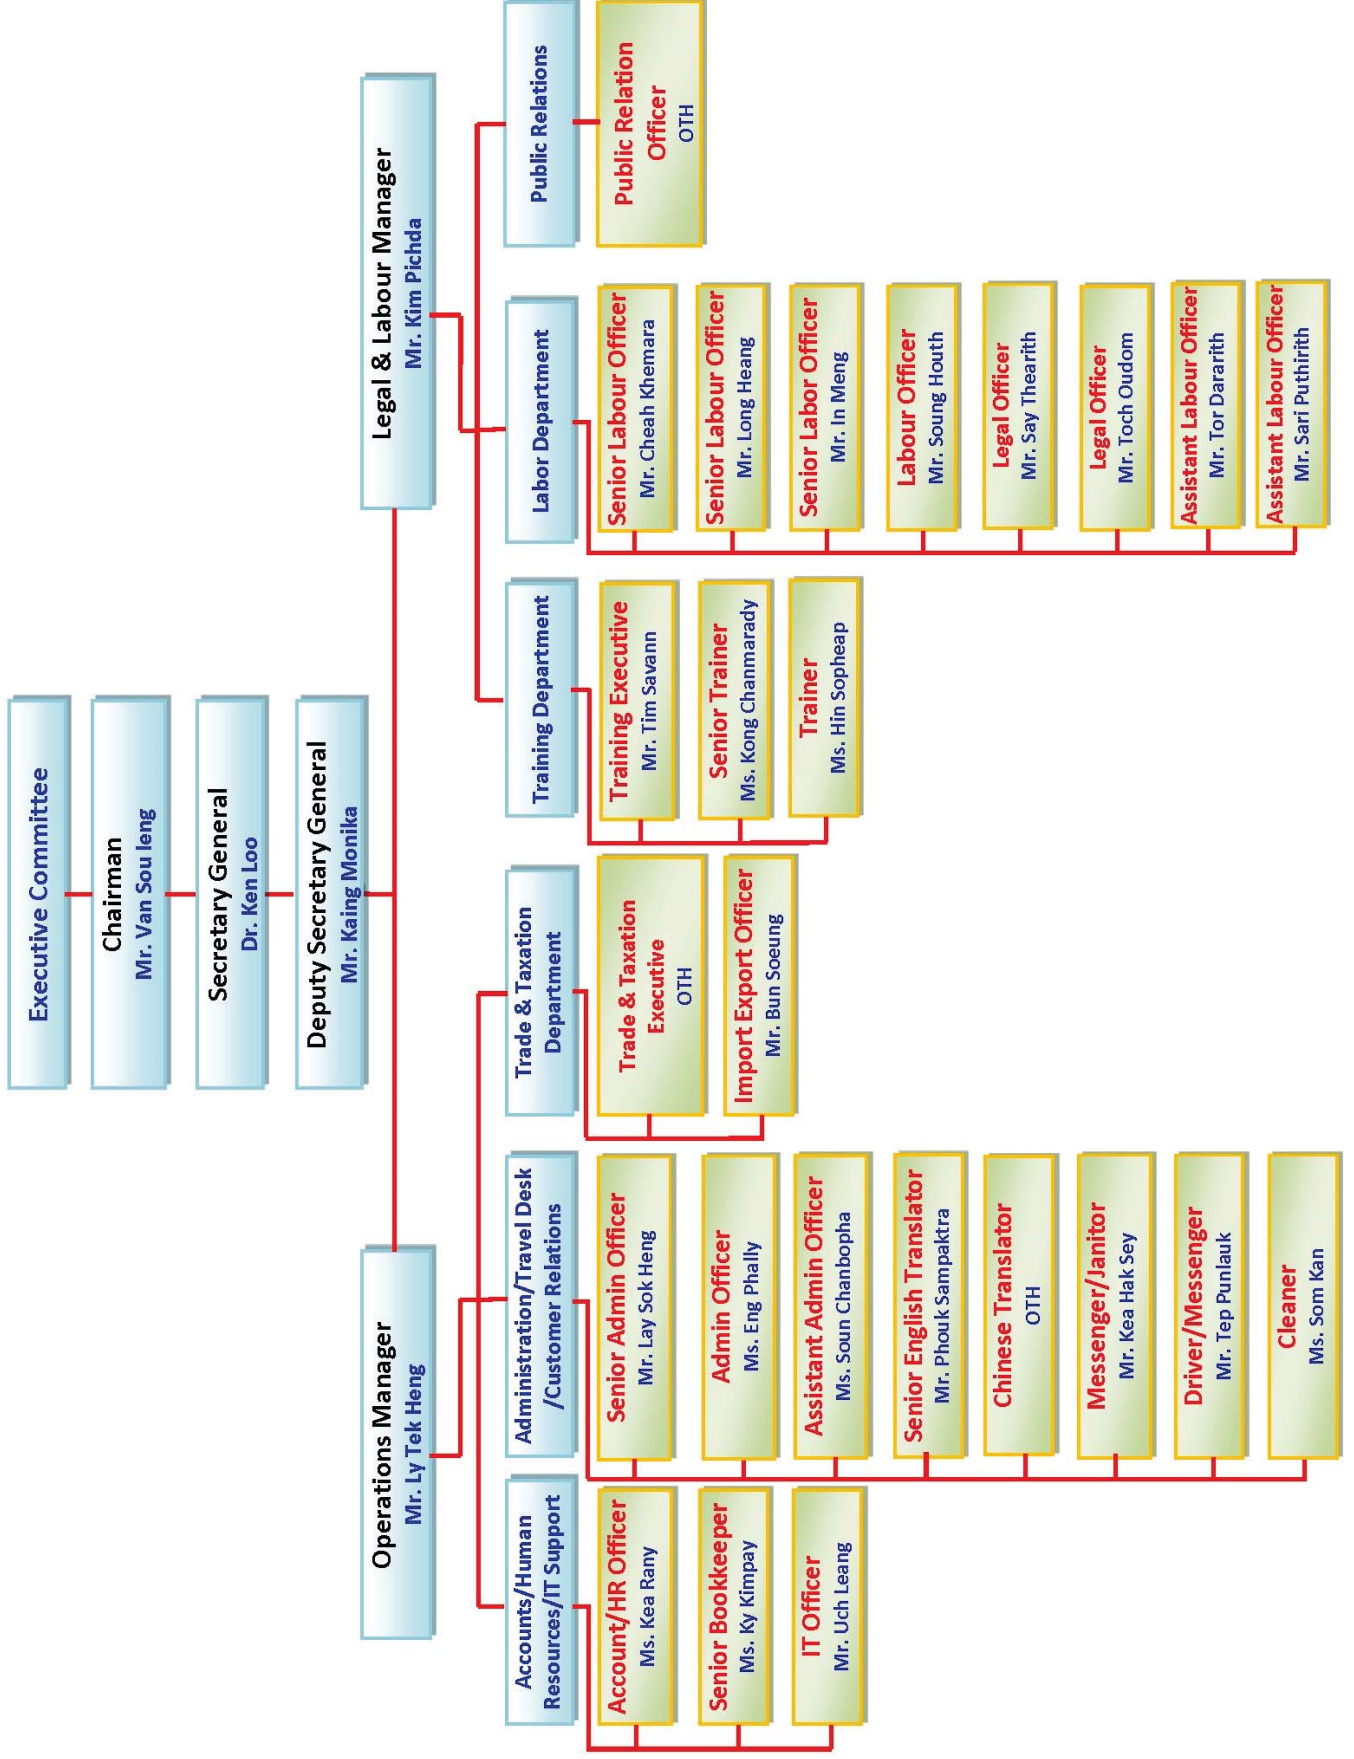 Executive Committee
Chairman
Mr. Van Sou Ieng
Secretary General
Dr. Ken Loo
Deputy Secretary General
Mr. Kaing Monika
Operations Manager
Mr. Ly Tek Heng
Legal & Labour Manager
Mr. Kim Pichda
Accounts/Human
Resources/IT Support
Account/HR Officer
Ms. Kea Rany
Senior Bookkeeper
Ms. Ky Kimpay
IT Officer
Mr. Uch Leang
Administration/Travel Desk
/Customer Relations
Senior Admin Officer
Mr. Lay Sok Heng
Admin Officer
Ms. Eng Phally
Assistant Admin Officer
Ms. Soun Chanbopha
Senior English Translator
Mr. Phouk Sampaktra
Chinese Translator
OTH
Messenger/Janitor
Mr. Kea Hak Sey
Driver/Messenger
Mr. Tep Punlauk
Cleaner
Ms. Som Kan
Trade & Taxation
Department
Trade & Taxation
Executive
OTH
Import Export Officer
Mr. Bun Soeung
Training Department
Training Executive
Mr. Tim Savann
Senior Trainer
Ms. Kong Chanmarady
Trainer
Ms. Hin Sopheap
Labor Department
Senior Labour Officer
Mr. Cheah Khemara
Senior Labour Officer
Mr. Long Heang
Senior Labor Officer
Mr. In Meng
Labour Officer
Mr. Soung Houth
Legal Officer
Mr. Say Thearith
Legal Officer
Mr. Toch Oudom
Assistant Labour Officer
Mr. Tor Dararith
Assistant Labour Officer
Mr. Sari Puthirith
Public Relations
Public Relation
Officer
OTH